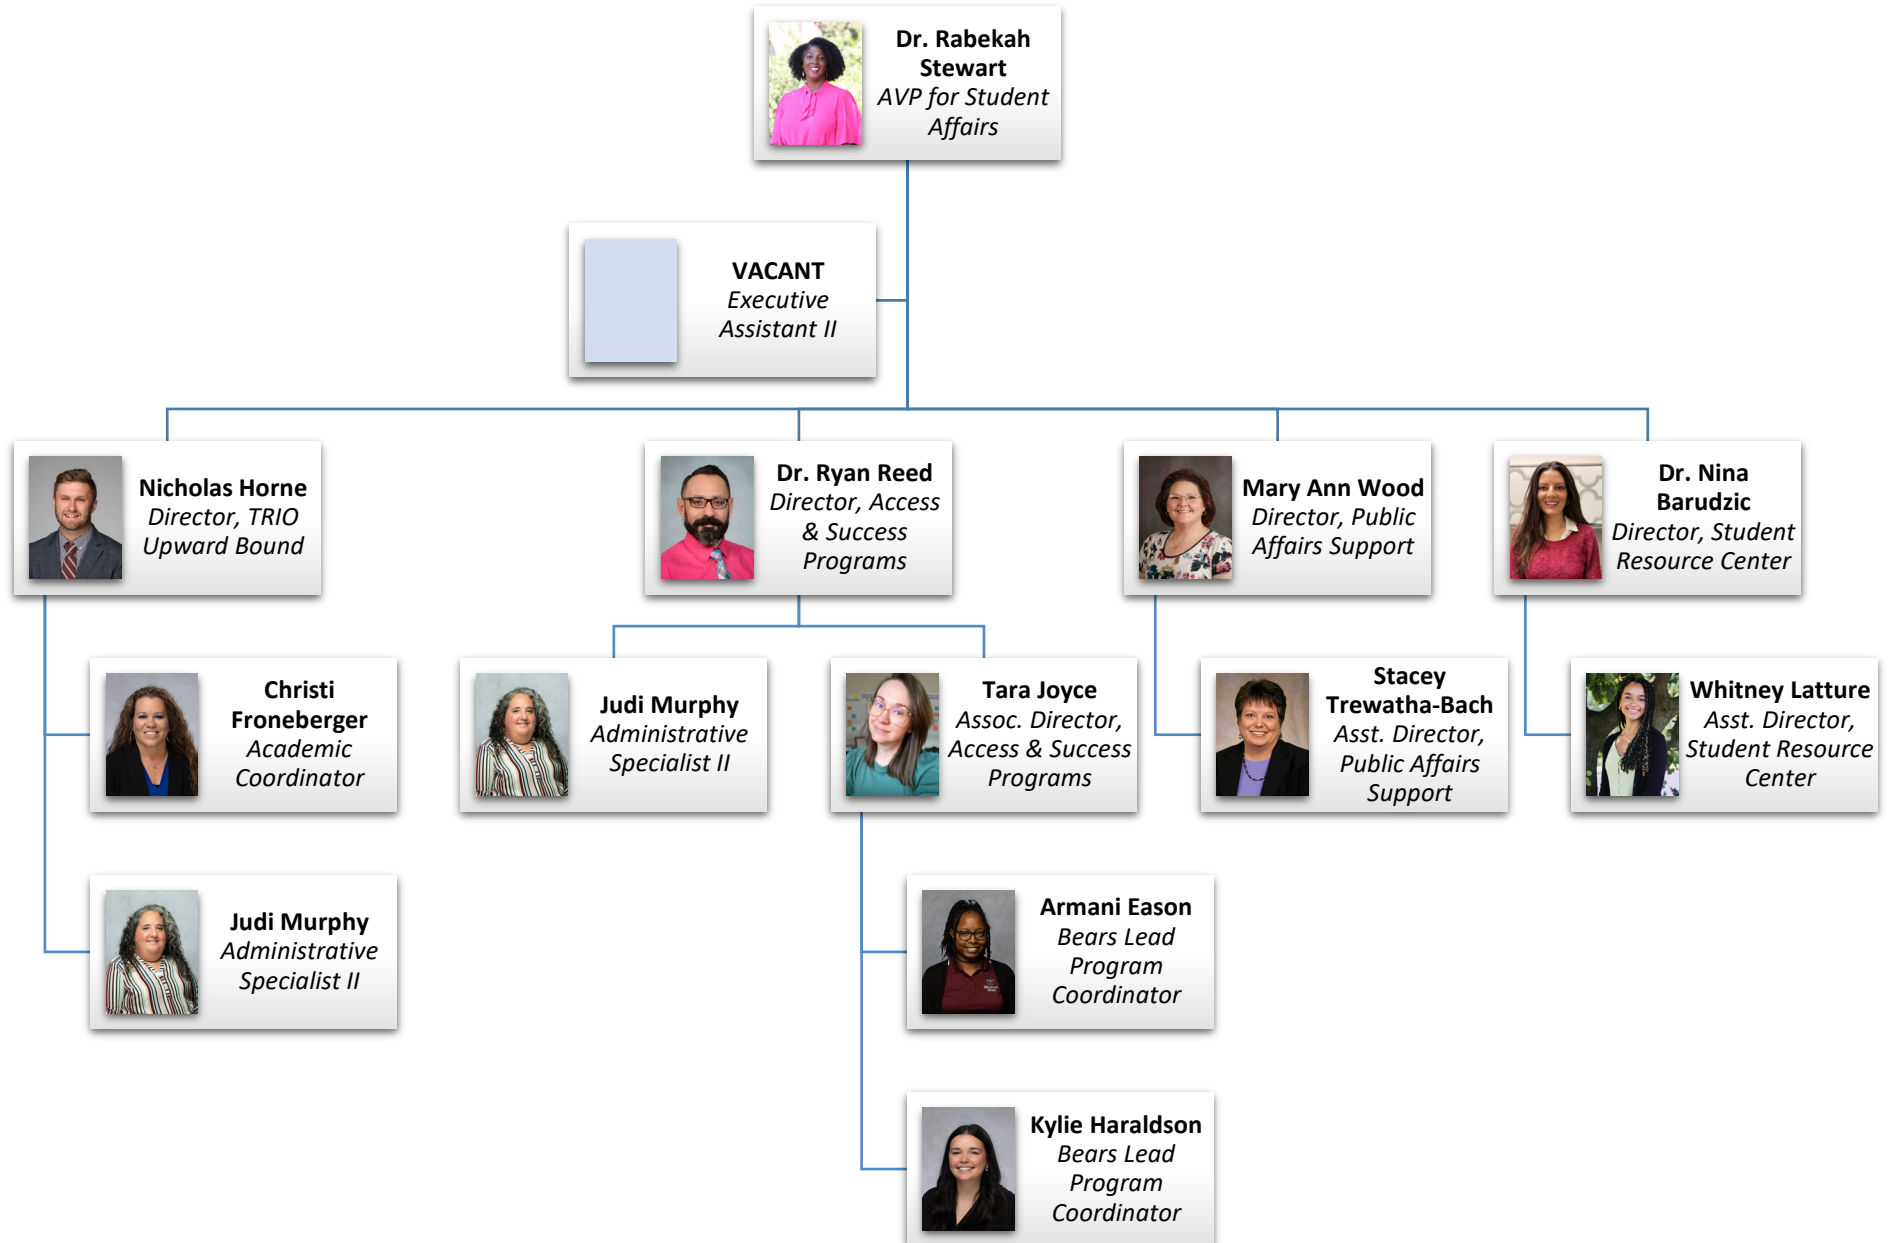 Dr. Rabekah
Stewart
AVP for Student
Affairs
VACANT
Executive
Assistant II
Nicholas Horne
Director, TRIO
Upward Bound
Dr. Ryan Reed
Director, Access
& Success
Programs
Mary Ann Wood
Director, Public
Affairs Support
Dr. Nina
Barudzic
Director, Student
Resource Center
Christi
Froneberger
Academic
Coordinator
Judi Murphy
Administrative
Specialist II
Tara Joyce
Assoc. Director,
Access & Success
Programs
Stacey
Trewatha-Bach
Asst. Director,
Public Affairs
Support
Whitney Latture
Asst. Director,
Student Resource
Center
Judi Murphy
Administrative
Specialist II
Armani Eason
Bears Lead
Program
Coordinator
Kylie Haraldson
Bears Lead
Program
Coordinator